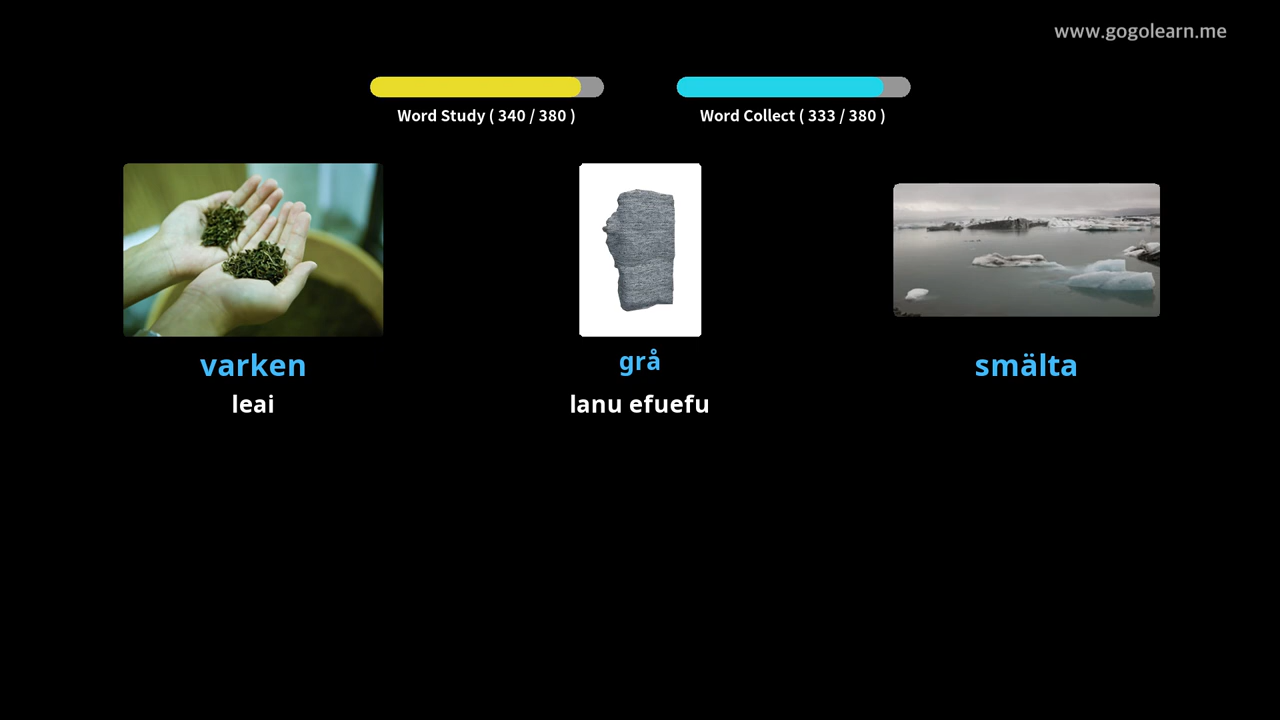 www.gogolearn.me
Word Study ( 340 / 380 )
Word Collect ( 333 / 380 )
varken
grå
smälta
leai
lanu efuefu